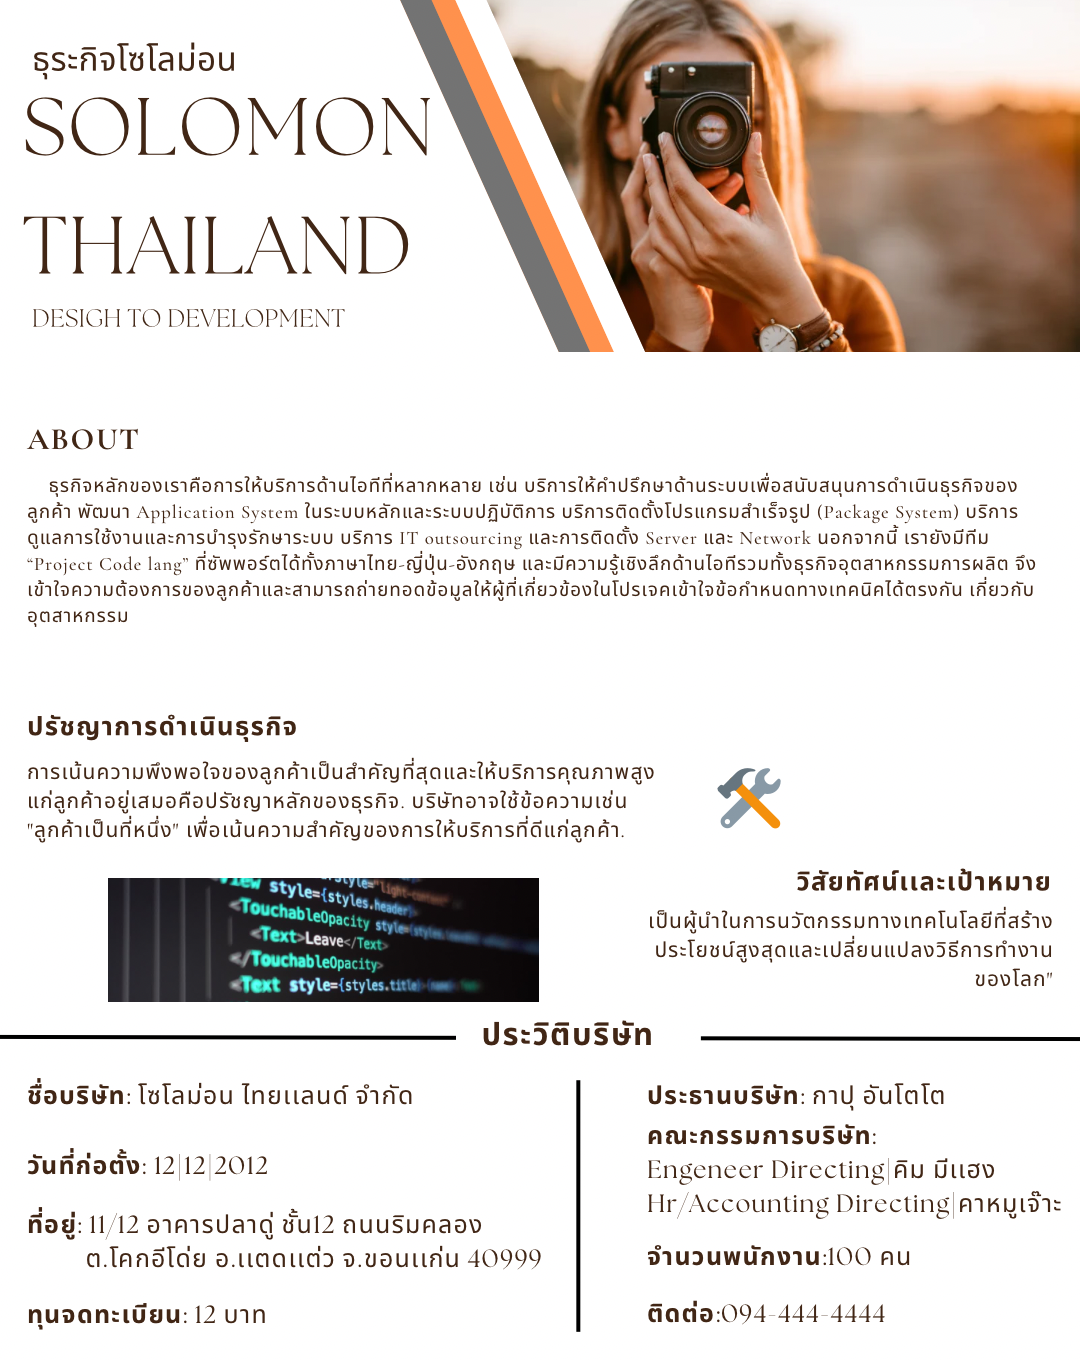 ธุระกิจโซโลม่อน
SOLOMON
THAILAND
DESIGH TO DEVELOPMENT
ABOUT
ธุรกิจหลักของเราคือการให้บริการด้านไอทีที่หลากหลาย เช่น บริการให้คำปรึกษาด้านระบบเพื่อสนับสนุนการดำเนินธุรกิจของ
ลูกค้า พัฒนา Application System ในระบบหลักและระบบปฏิบัติการ บริการติดตั้งโปรแกรมสำเร็จรูป (Package System) บริการ
ดูแลการใช้งานและการบำรุงรักษาระบบ บริการ IT outsourcing และการติดตั้ง Server และ Network นอกจากนี้ เรายังมีทีม
“Project Code lang” ที่ซัพพอร์ตได้ทั้งภาษาไทย-ญี่ปุ่น-อังกฤษ และมีความรู้เชิงลึกด้านไอทีรวมทั้งธุรกิจอุตสาหกรรมการผลิต จึง
เข้าใจความต้องการของลูกค้าและสามารถถ่ายทอดข้อมูลให้ผู้ที่เกี่ยวข้องในโปรเจคเข้าใจข้อกำหนดทางเทคนิคได้ตรงกัน เกี่ยวกับ
อุตสาหกรรม
ปรัชญาการดำเนินธุรกิจ
การเน้นความพึงพอใจของลูกค้าเป็นสำคัญที่สุดและให้บริการคุณภาพสูง
แก่ลูกค้าอยู่เสมอคือปรัชญาหลักของธุรกิจ. บริษัทอาจใช้ข้อความเช่น
"ลูกค้าเป็นที่หนึ่ง" เพื่อเน้นความสำคัญของการให้บริการที่ดีแก่ลูกค้า.
วิสัยทัศน์เเละเป้าหมาย
เป็นผู้นำในการนวัตกรรมทางเทคโนโลยีที่สร้าง
ประโยชน์สูงสุดและเปลี่ยนแปลงวิธีการทำงาน
ของโลก"
style="light-content"
View style={styles.header}>
<TouchableOpacity style={styles.
<Text>Leave</Text>
</TouchableOpacity>
<Text style={styles.title}>{name}</Text>
ประวิติบริษัท
ชื่อบริษัท: โซโลม่อน ไทยเเลนด์ จำกัด
วันที่ก่อตั้ง: 12|12|2012
ที่อยู่: 11/12 อาคารปลาดู่ ชั้น12 ถนนริมคลอง
ต.โคกอีโด่ย อ.เเตดเเต่ว จ.ขอนเเก่น 40999
ทุนจดทะเบียน: 12 บาท
ประธานบริษัท: กาปุ อันโตโต
คณะกรรมการบริษัท:
Engeneer Directing|คิม มีเเฮง
Hr/Accounting Directing|คาหมูเจ๊าะ
จำนวนพนักงาน:100 คน
ติดต่อ:094-444-4444